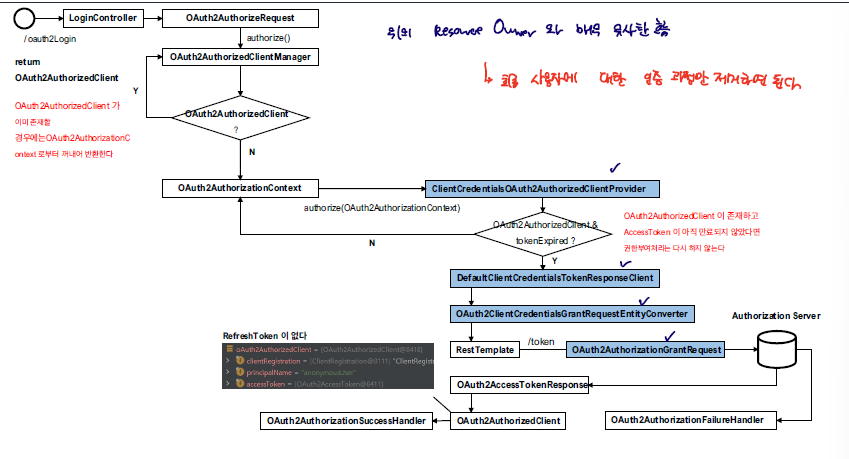 LoginController
OAuth2AuthorizeRequest
위의 Resource Owner 와 매우 유사한 흐름
/oauth2Login
authorize()
return
OAuth2AuthorizedClient
OAuth2AuthorizedClientManager
↳ 최종 사용자에 대한 인증 과정만 제거하면 된다
Y
OAuth2AuthorizedClient 가
이미 존재할
경우에는OAuth2AuthorizationC
ontext 로부터 꺼내어 반환한다
OAuth2AuthorizedClient
?
N
OAuth2AuthorizationContext
ClientCredentialsOAuth2AuthorizedClientProvider
authorize(OAuth2AuthorizationContext)
OAuth2AuthorizedClient &
tokenExpired ?
N
Y
OAuth2AuthorizedClient 이 존재하고
AccessToken 이 아직 만료되지 않았다면
권한부여처리는 다시 하지 않는다
DefaultClientCredentialsTokenResponseClient
OAuth2ClientCredentialsGrantRequestEntityConverter
Authorization Server
RefreshToken 이 없다
oAuth2AuthorizedClient = {OAuth2AuthorizedClient@8410}
clientRegistration = {ClientRegistration@8111} "ClientRegistr
principalName = "anonymousUser"
accessToken = {OAuth2AccessToken@8411}
RestTemplate
/token
OAuth2AuthorizationGrantRequest
OAuth2AccessTokenResponse
OAuth2AuthorizationSuccessHandler
OAuth2AuthorizedClient
OAuth2AuthorizationFailureHandler